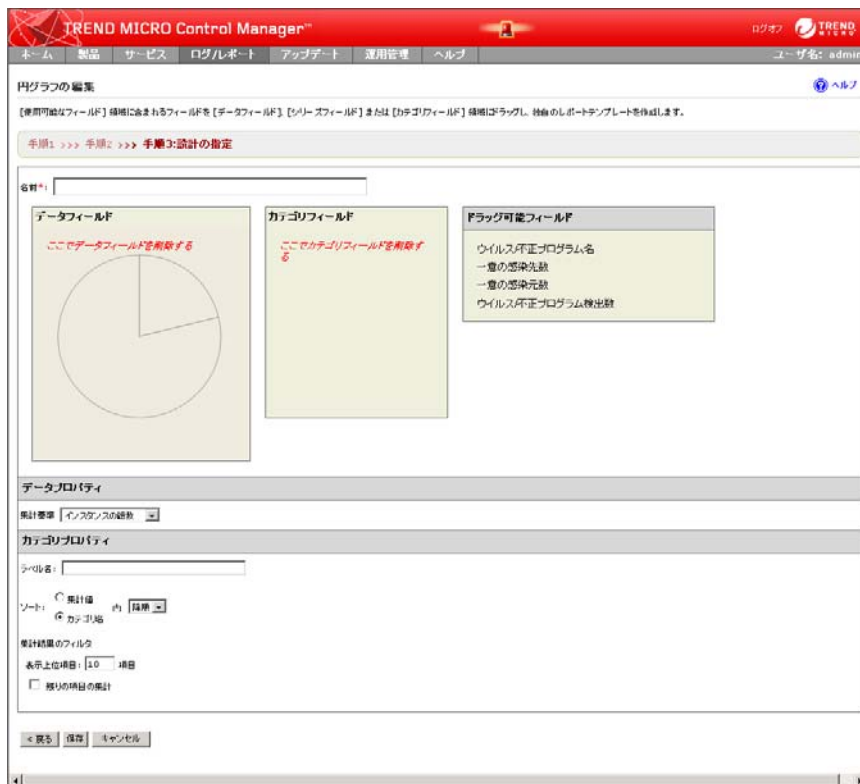 TREND MICRO Control Manager™
ログオフ
TREND MICRO
ホーム 製品 サービス ログ/レポート アップデート 運用管理 ヘルプ
ユーザ名: admin
円グラフの編集
ヘルプ
[使用可能なフィールド] 領域に含まれるフィールドを [データフィールド]、[シリーズフィールド] または [カテゴリフィールド] 領域にドラッグし、独自のレポートテンプレートを作成します。
手順1 >>> 手順2 >>> 手順3:設計の指定
名前*:
データフィールド
ここでデータフィールドを削除する
カテゴリフィールド
ここでカテゴリフィールドを削除す
る
ドラッグ可能フィールド
ウイルス/不正プログラム名
一意の感染先数
一意の感染元数
ウイルス/不正プログラム検出数
データプロパティ
集計基準 インスタンスの総数
カテゴリプロパティ
ラベル名:
ソート: 集計値
カテゴリ名
内 降順
集計結果のフィルタ
表示上位項目: 10 項目
残りの項目の集計
< 戻る 保存 キャンセル